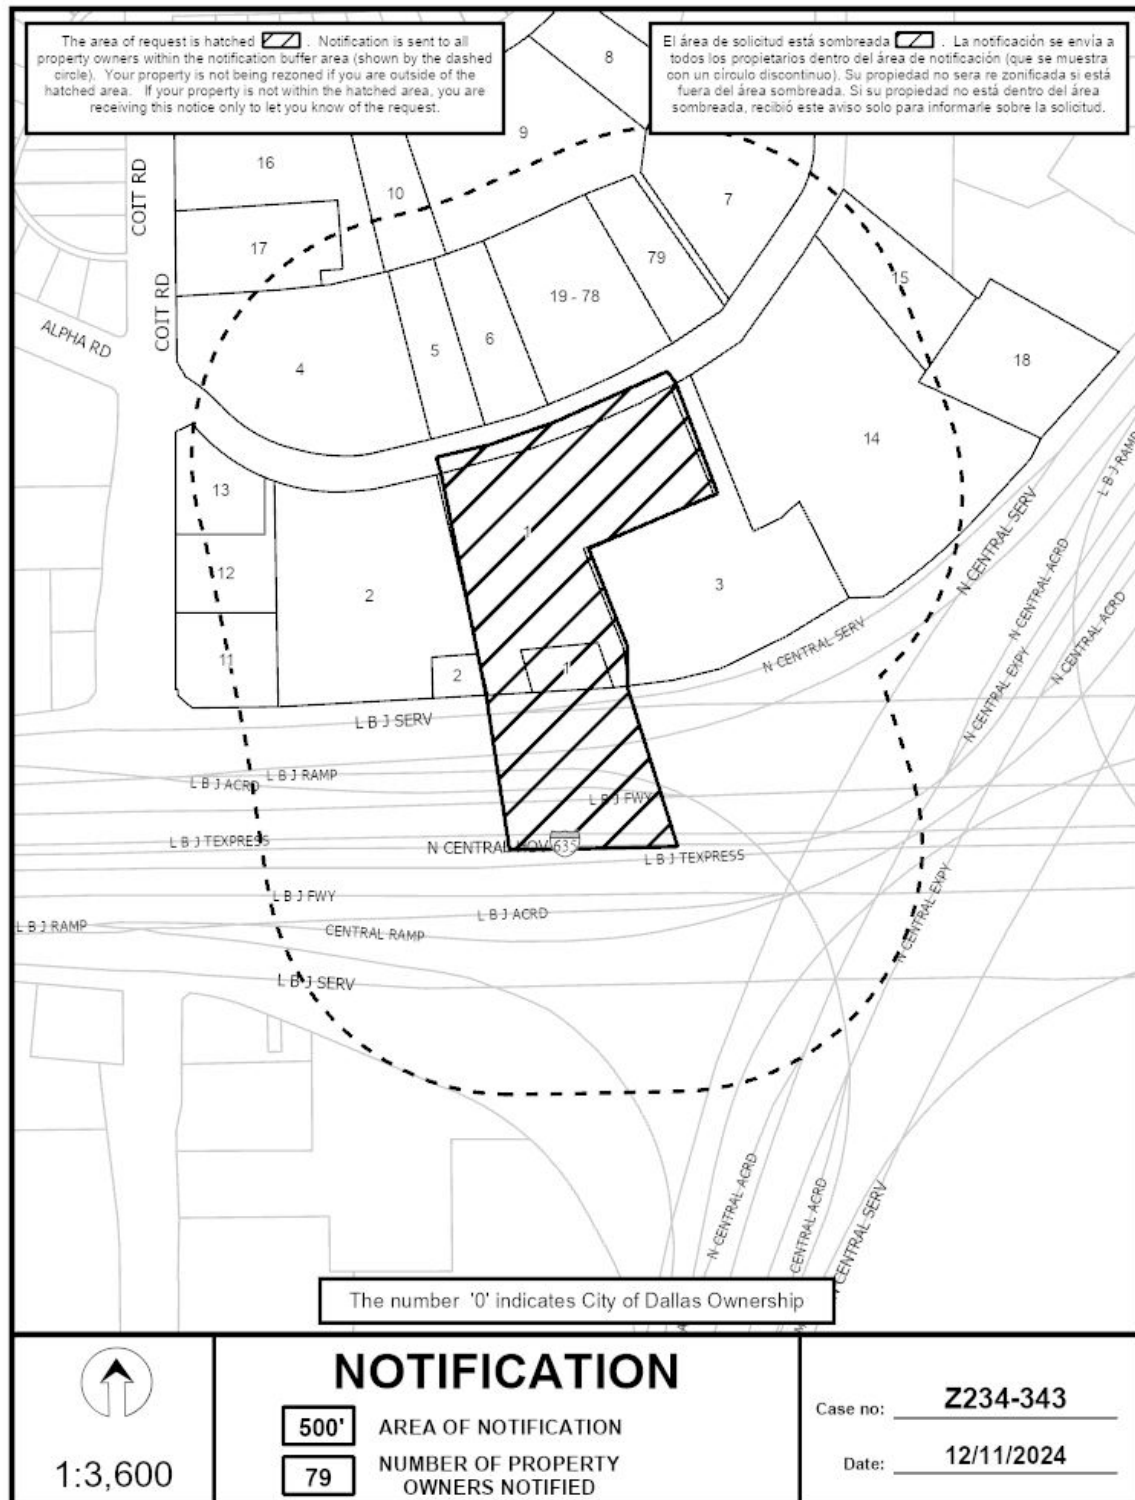 The area of request is hatched . Notification is sent to all
property owners within the notification buffer area (shown by the dashed
circle). Your property is not being rezoned if you are outside of the
hatched area. If your property is not within the hatched area, you are
receiving this notice only to let you know of the request.
El área de solicitud está sombreada . La notificación se envía a
todos los propietarios dentro del área de notificación (que se muestra
con un círculo discontinuo). Su propiedad no sera re zonificada si está
fuera del área sombreada. Si su propiedad no está dentro del área
sombreada, recibió este aviso solo para informarle sobre la solicitud.
8
9
16
10
7
COIT RD
17
79
15
19 - 78
COIT RD
ALPHA RD
6
5
18
4
14
L B J RAMP
13
1
N CENTRAL SERV
12
2
3
N CENTRAL ACRD
N CENTRAL ACRD
11
N CENTRAL SERV
2
1
N CENTRAL EXPY
L B J SERV
L B J RAMP
L B J ACRD
L B J FWY
L B J TEXPRESS
N CENTRAL HOV
635
L B J TEXPRESS
L B J FWY
L B J ACRD
N CENTRAL EXPY
L B J RAMP
CENTRAL RAMP
L B J SERV
N CENTRAL ACRD
CENTRAL ACRD
CENTRAL SERV
The number '0' indicates City of Dallas Ownership
1:3,600
NOTIFICATION
500' AREA OF NOTIFICATION
79 NUMBER OF PROPERTY
OWNERS NOTIFIED
Case no: Z234-343
Date: 12/11/2024